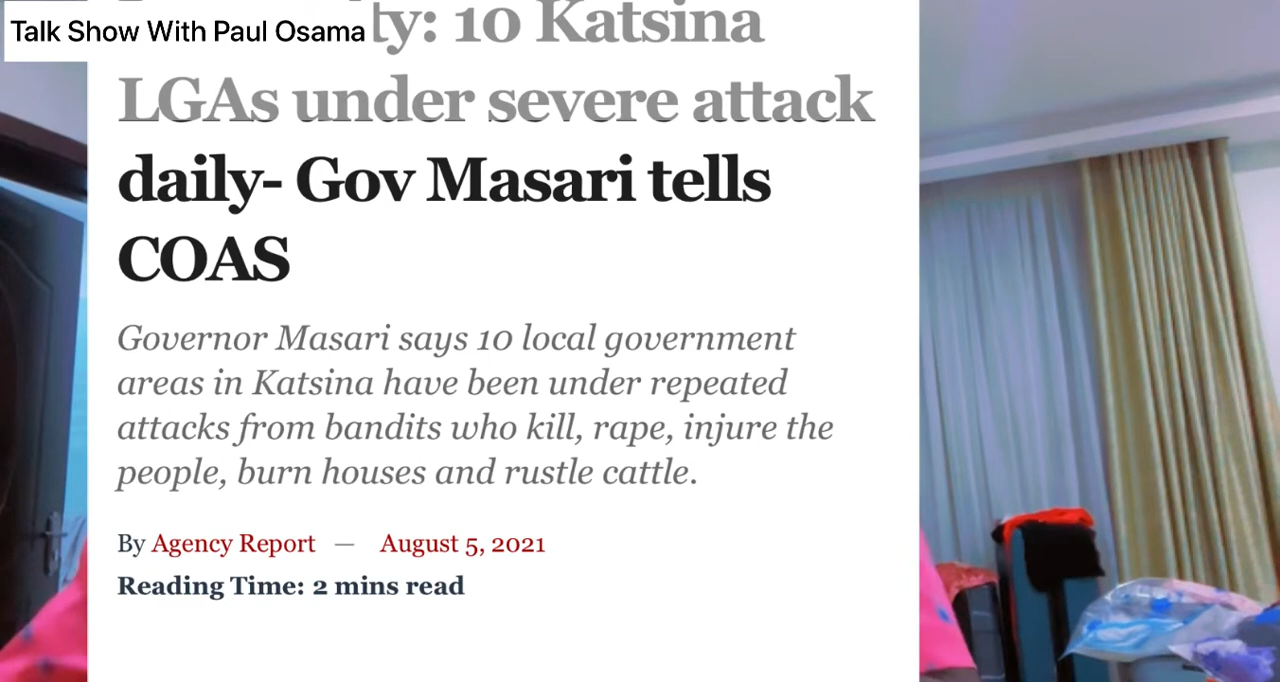 Talk Show With Paul Osama
ty: 10 Katsina
LGAs under severe attack
daily- Gov Masari tells
COAS
Governor Masari says 10 local government
areas in Katsina have been under repeated
attacks from bandits who kill, rape, injure the
people, burn houses and rustle cattle.
By Agency Report — August 5, 2021
Reading Time: 2 mins read